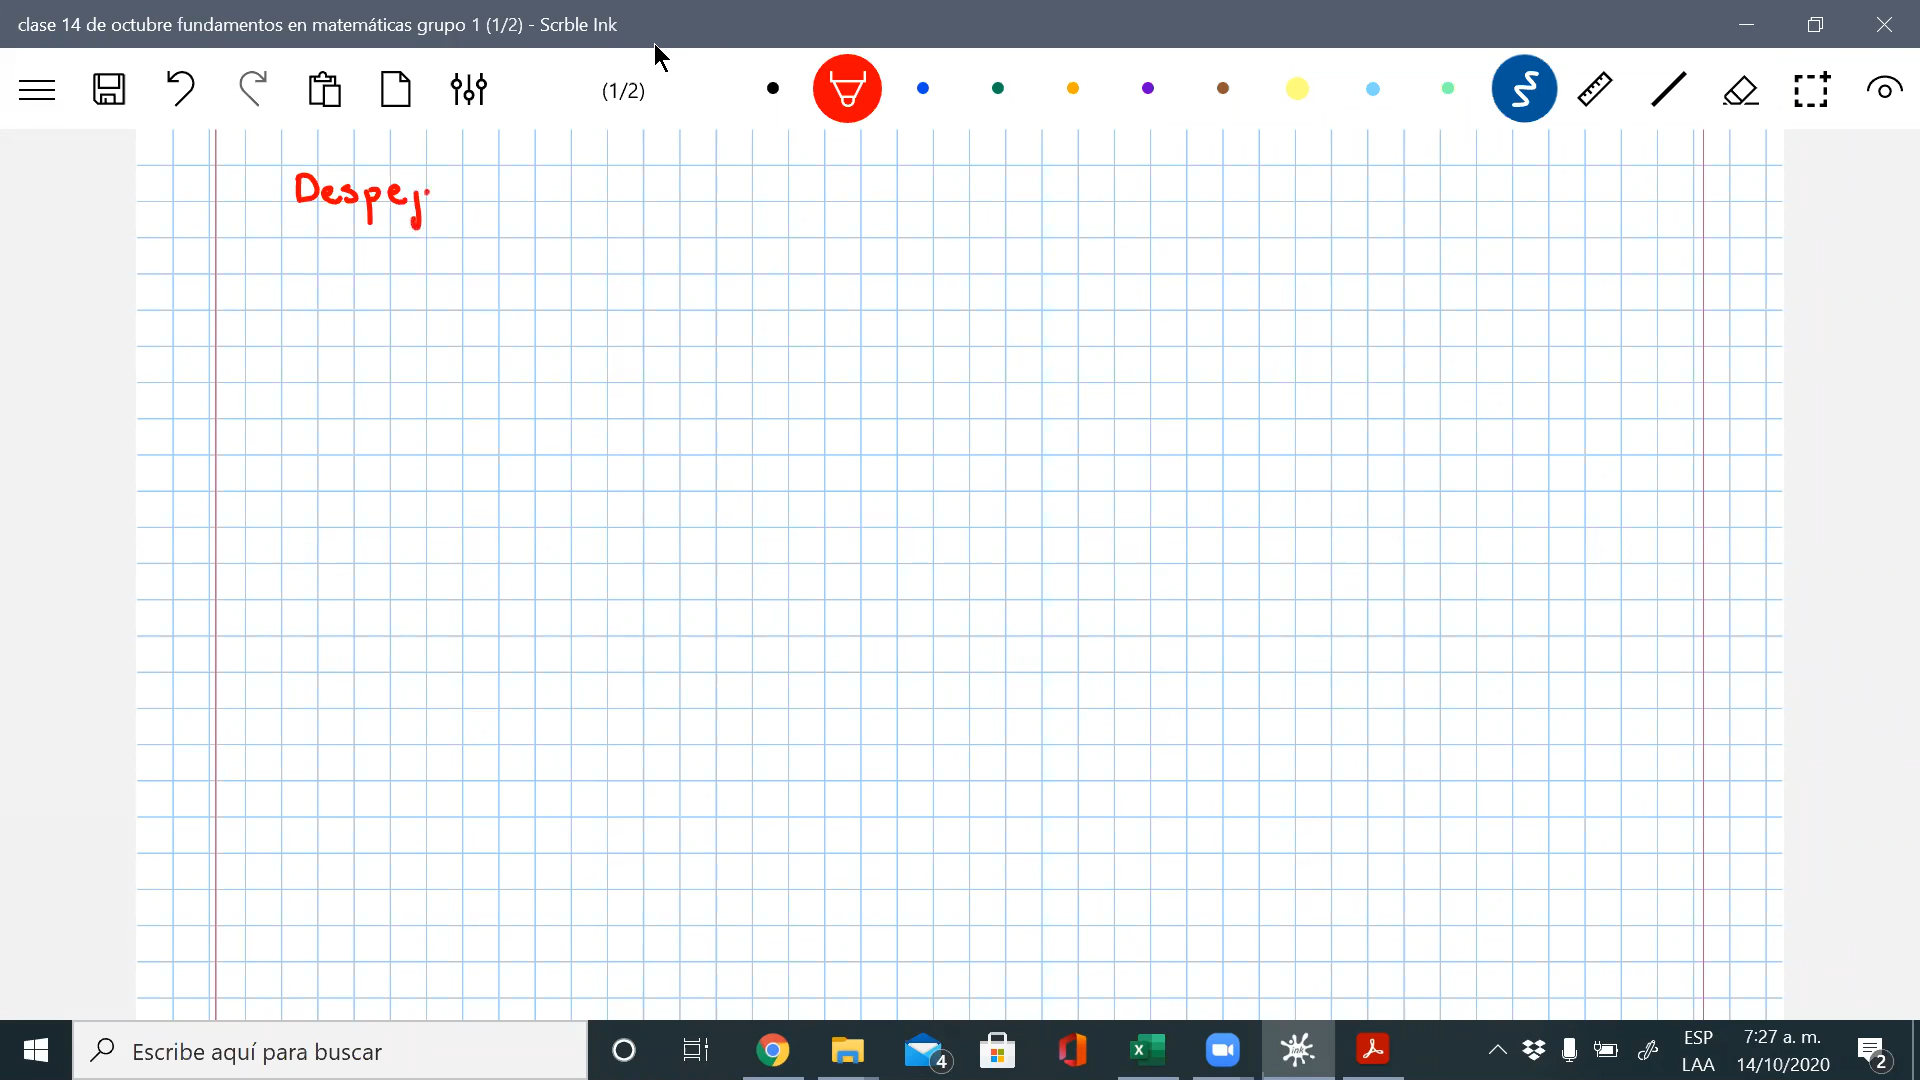 clase 14 de octubre fundamentos en matemáticas grupo 1 (1/2) - Scrble Ink
(1/2)
Despej
Escribe aquí para buscar
4
ESP
LAA
7:27 a. m.
14/10/2020
2